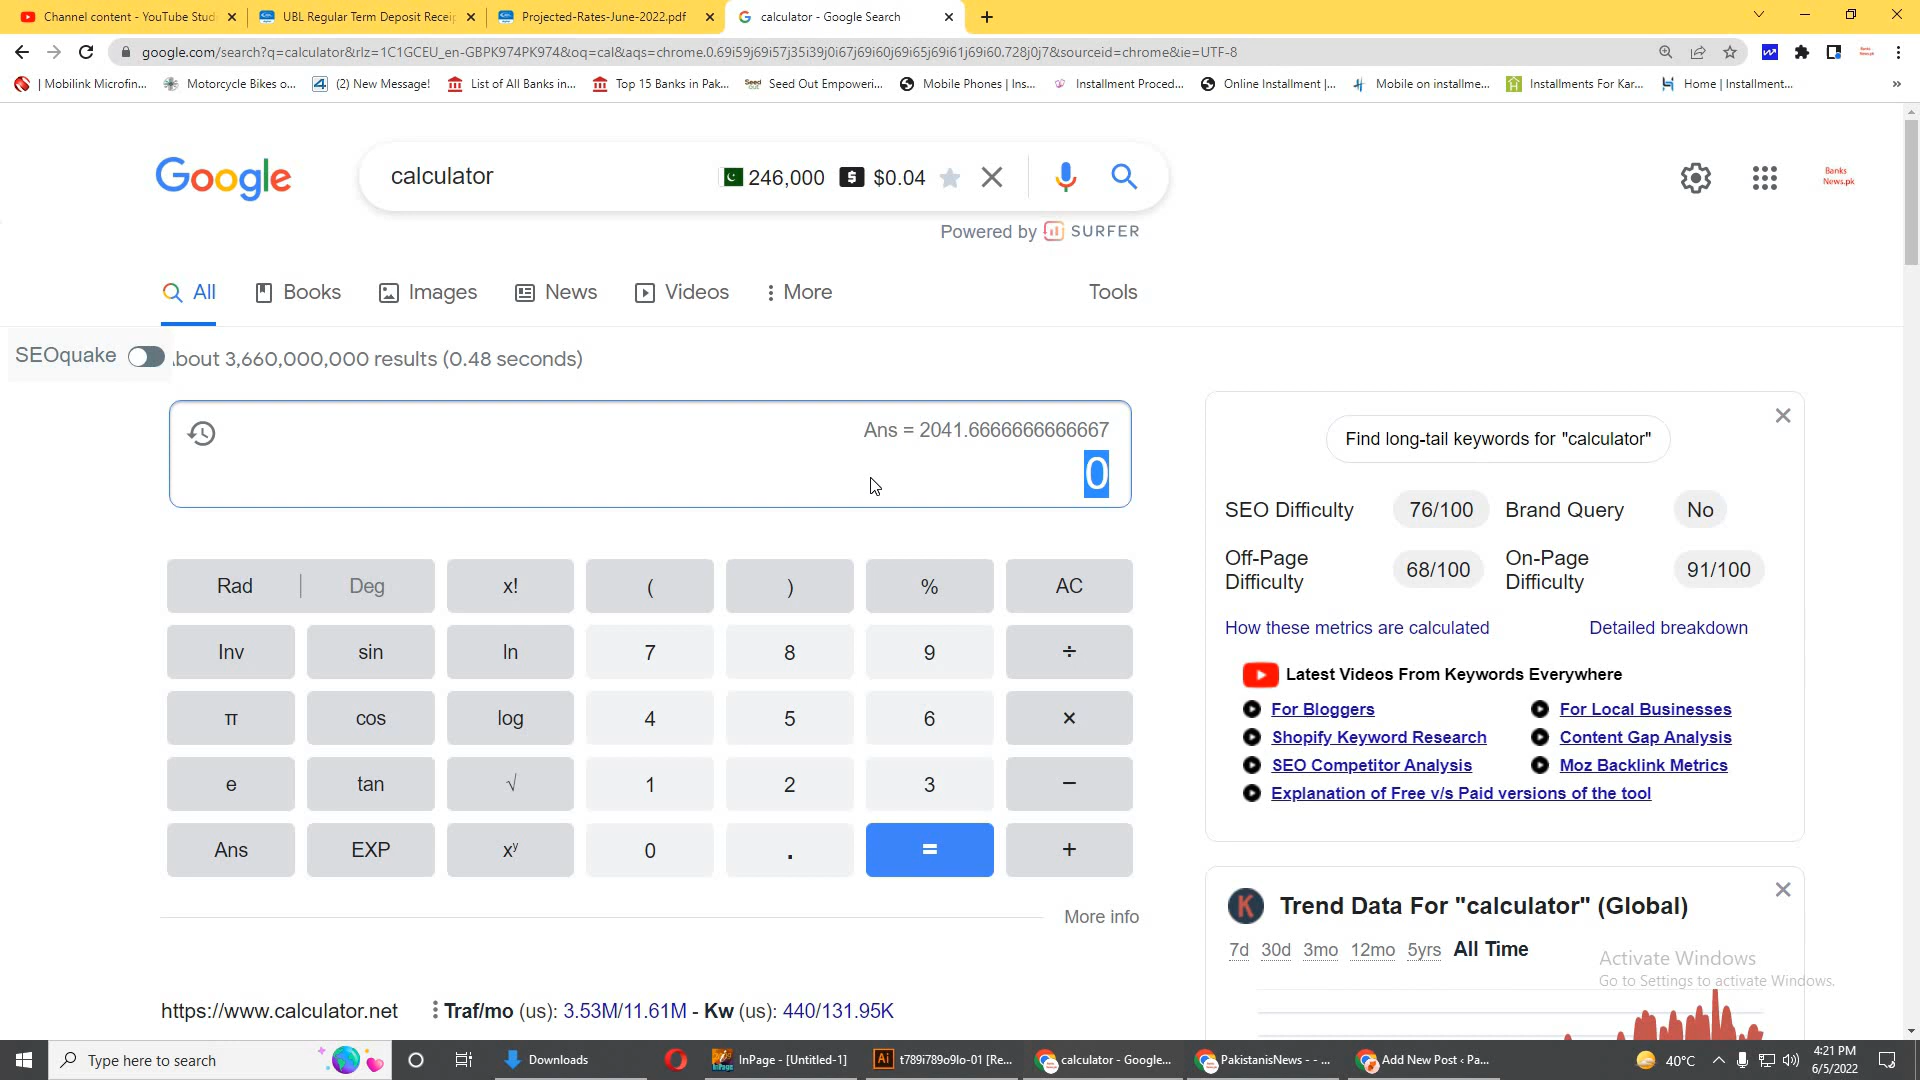 Channel content - YouTube Stud
UBL Regular Term Deposit Receip
Projected-Rates-June-2022.pdf
calculator - Google Search
google.com/search?q=calculator&rlz=1C1GCEU_en-GBPK974PK974&oq=cal&aqs=chrome.0.69i59j69i57j35i39j0i67j69i60j69i65j69i61j69i60.728j0j7&sourceid=chrome&ie=UTF-8
| Mobilink Microfin...
Motorcycle Bikes o...
(2) New Message!
List of All Banks in...
Top 15 Banks in Pak...
Seed Out Empoweri...
Mobile Phones | Ins...
Installment Proced...
Online Installment |...
Mobile on installme...
Installments For Kar...
Home | Installment...
Google
calculator
246,000 $ $0.04
Banks
News.pk
Powered by SURFER
All Books Images News Videos More Tools
SEOquake
bout 3,660,000,000 results (0.48 seconds)
Ans = 2041.6666666666667
0
Rad | Deg x! ( ) % AC
Inv sin ln 7 8 9 ÷
π cos log 4 5 6 ×
e tan √ 1 2 3 −
Ans EXP xʸ 0 . = +
More info
https://www.calculator.net
Traf/mo (us): 3.53M/11.61M - Kw (us): 440/131.95K
Find long-tail keywords for "calculator"
SEO Difficulty 76/100 Brand Query No
Off-Page Difficulty 68/100 On-Page Difficulty 91/100
How these metrics are calculated Detailed breakdown
Latest Videos From Keywords Everywhere
For Bloggers For Local Businesses
Shopify Keyword Research Content Gap Analysis
SEO Competitor Analysis Moz Backlink Metrics
Explanation of Free v/s Paid versions of the tool
K Trend Data For "calculator" (Global)
7d 30d 3mo 12mo 5yrs All Time
Activate Windows
Go to Settings to activate Windows.
Type here to search
Downloads
InPage - [Untitled-1]
Ai t789i789o9lo-01 [Re...
calculator - Google...
PakistanisNews - - ...
Add New Post ‹ Pa...
40°C
4:21 PM
6/5/2022